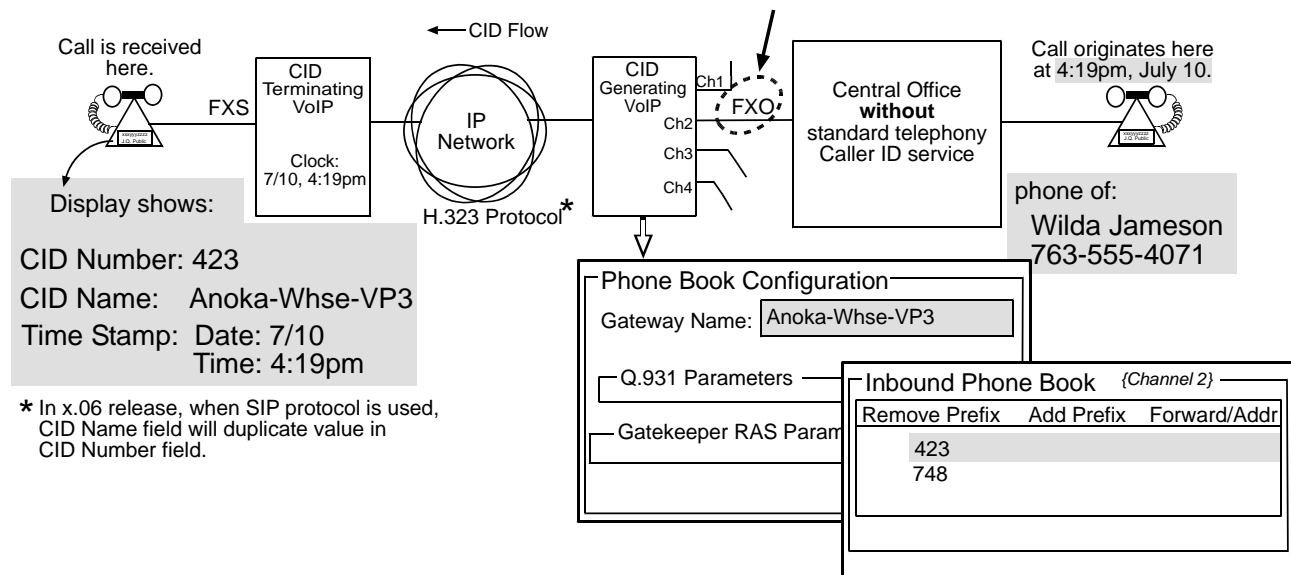 CID Flow
Call is received
here.
FXS
CID
Terminating
VoIP
Clock:
7/10, 4:19pm
IP
Network
H.323 Protocol*
CID
Generating
VoIP
Ch1
Ch2
Ch3
Ch4
FXO
Central Office
without
standard telephony
Caller ID service
Call originates here
at 4:19pm, July 10.
J.Q. Public
J.Q. Public
phone of:
Wilda Jameson
763-555-4071
Display shows:
CID Number: 423
CID Name: Anoka-Whse-VP3
Time Stamp: Date: 7/10
Time: 4:19pm
* In x.06 release, when SIP protocol is used,
CID Name field will duplicate value in
CID Number field.
Phone Book Configuration
Gateway Name: Anoka-Whse-VP3
Q.931 Parameters
Gatekeeper RAS Param
Inbound Phone Book {Channel 2}
Remove Prefix Add Prefix Forward/Addr
423
748